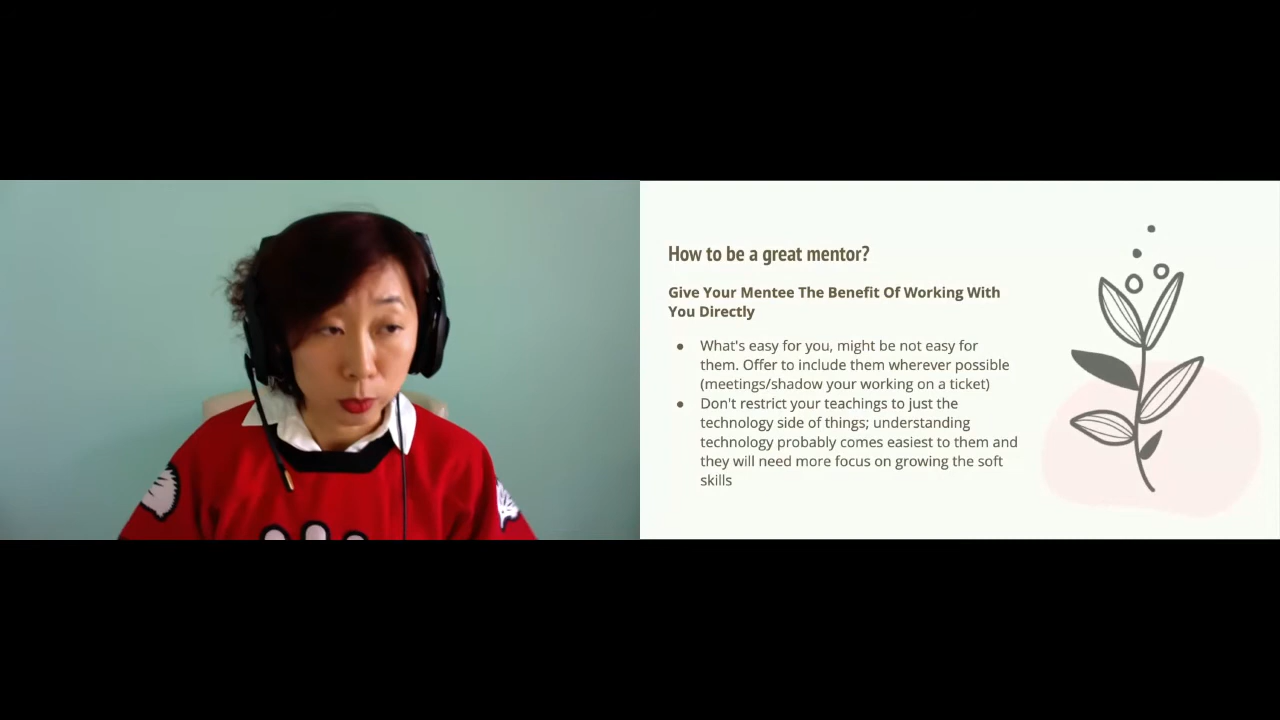 How to be a great mentor?
Give Your Mentee The Benefit Of Working With
You Directly
● What's easy for you, might be not easy for
them. Offer to include them wherever possible
(meetings/shadow your working on a ticket)
● Don't restrict your teachings to just the
technology side of things; understanding
technology probably comes easiest to them and
they will need more focus on growing the soft
skills